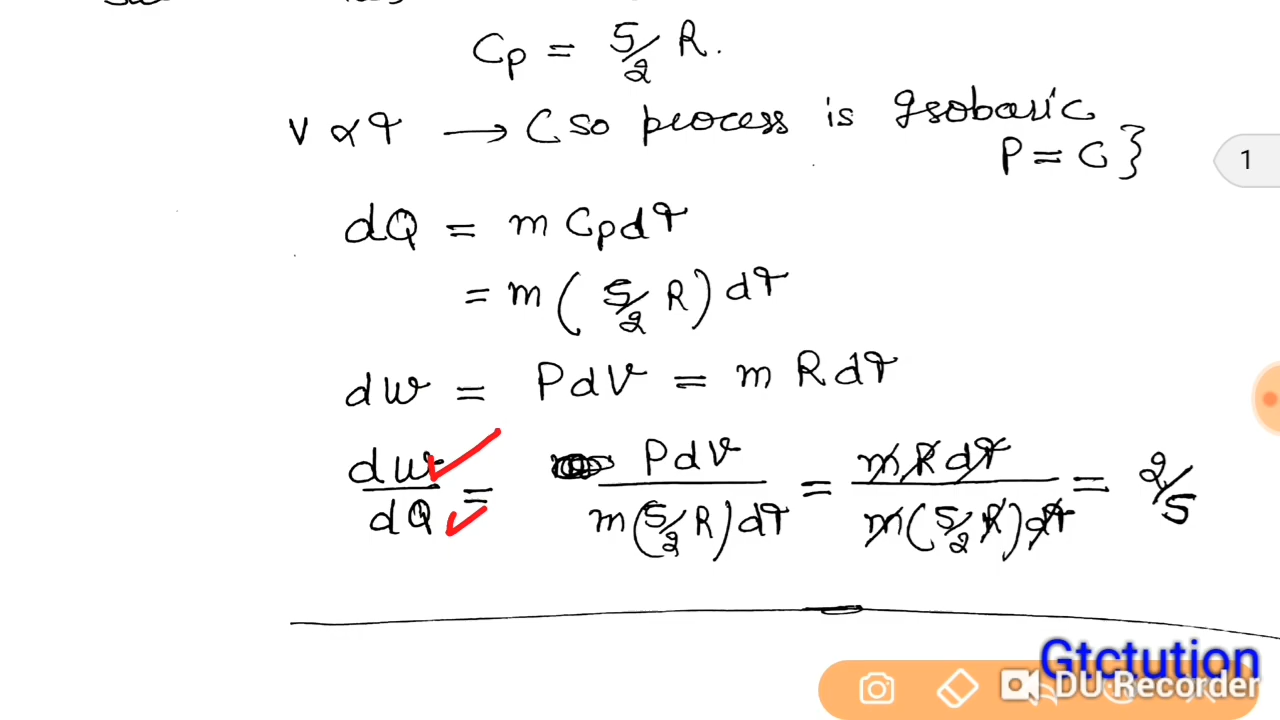 Cp = 5/2 R.
V ∝ T → (so process is Isobaric
P = C }
1
dQ = m Cp dT
= m ( 5/2 R ) dT
dw = PdV = m R dT
dw/dQ = PdV / m(5/2 R)dT = m R dT / m(5/2 R)dT = 2/5
Gtctution
DU Recorder